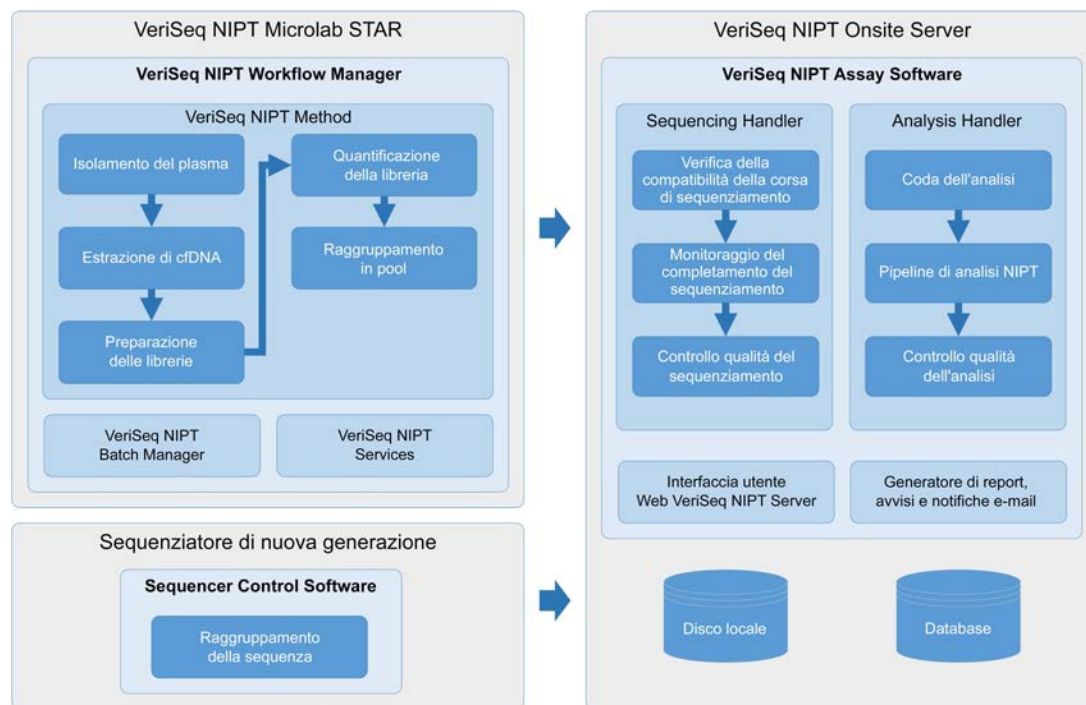 VeriSeq NIPT Microlab STAR
VeriSeq NIPT Workflow Manager
VeriSeq NIPT Method
Isolamento del plasma
Estrazione di cfDNA
Preparazione
delle librerie
Quantificazione
della libreria
Raggruppamento
in pool
VeriSeq NIPT
Batch Manager
VeriSeq NIPT
Services
Sequenziatore di nuova generazione
Sequencer Control Software
Raggruppamento
della sequenza
VeriSeq NIPT Onsite Server
VeriSeq NIPT Assay Software
Sequencing Handler
Verifica della
compatibilità della corsa
di sequenziamento
Monitoraggio del
completamento del
sequenziamento
Controllo qualità del
sequenziamento
Analysis Handler
Coda dell'analisi
Pipeline di analisi NIPT
Controllo qualità
dell'analisi
Interfaccia utente
Web VeriSeq NIPT Server
Generatore di report,
avvisi e notifiche e-mail
Disco locale
Database